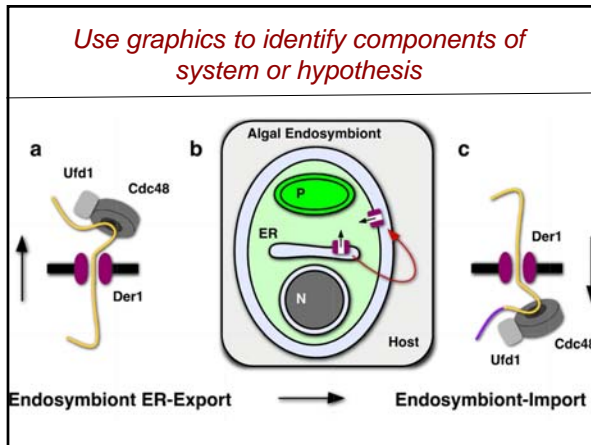 Use graphics to identify components of
system or hypothesis
a
Ufd1
Cdc48
Der1
b
Algal Endosymbiont
P
ER
N
Host
c
Der1
Ufd1
Cdc48
Endosymbiont ER-Export
Endosymbiont-Import